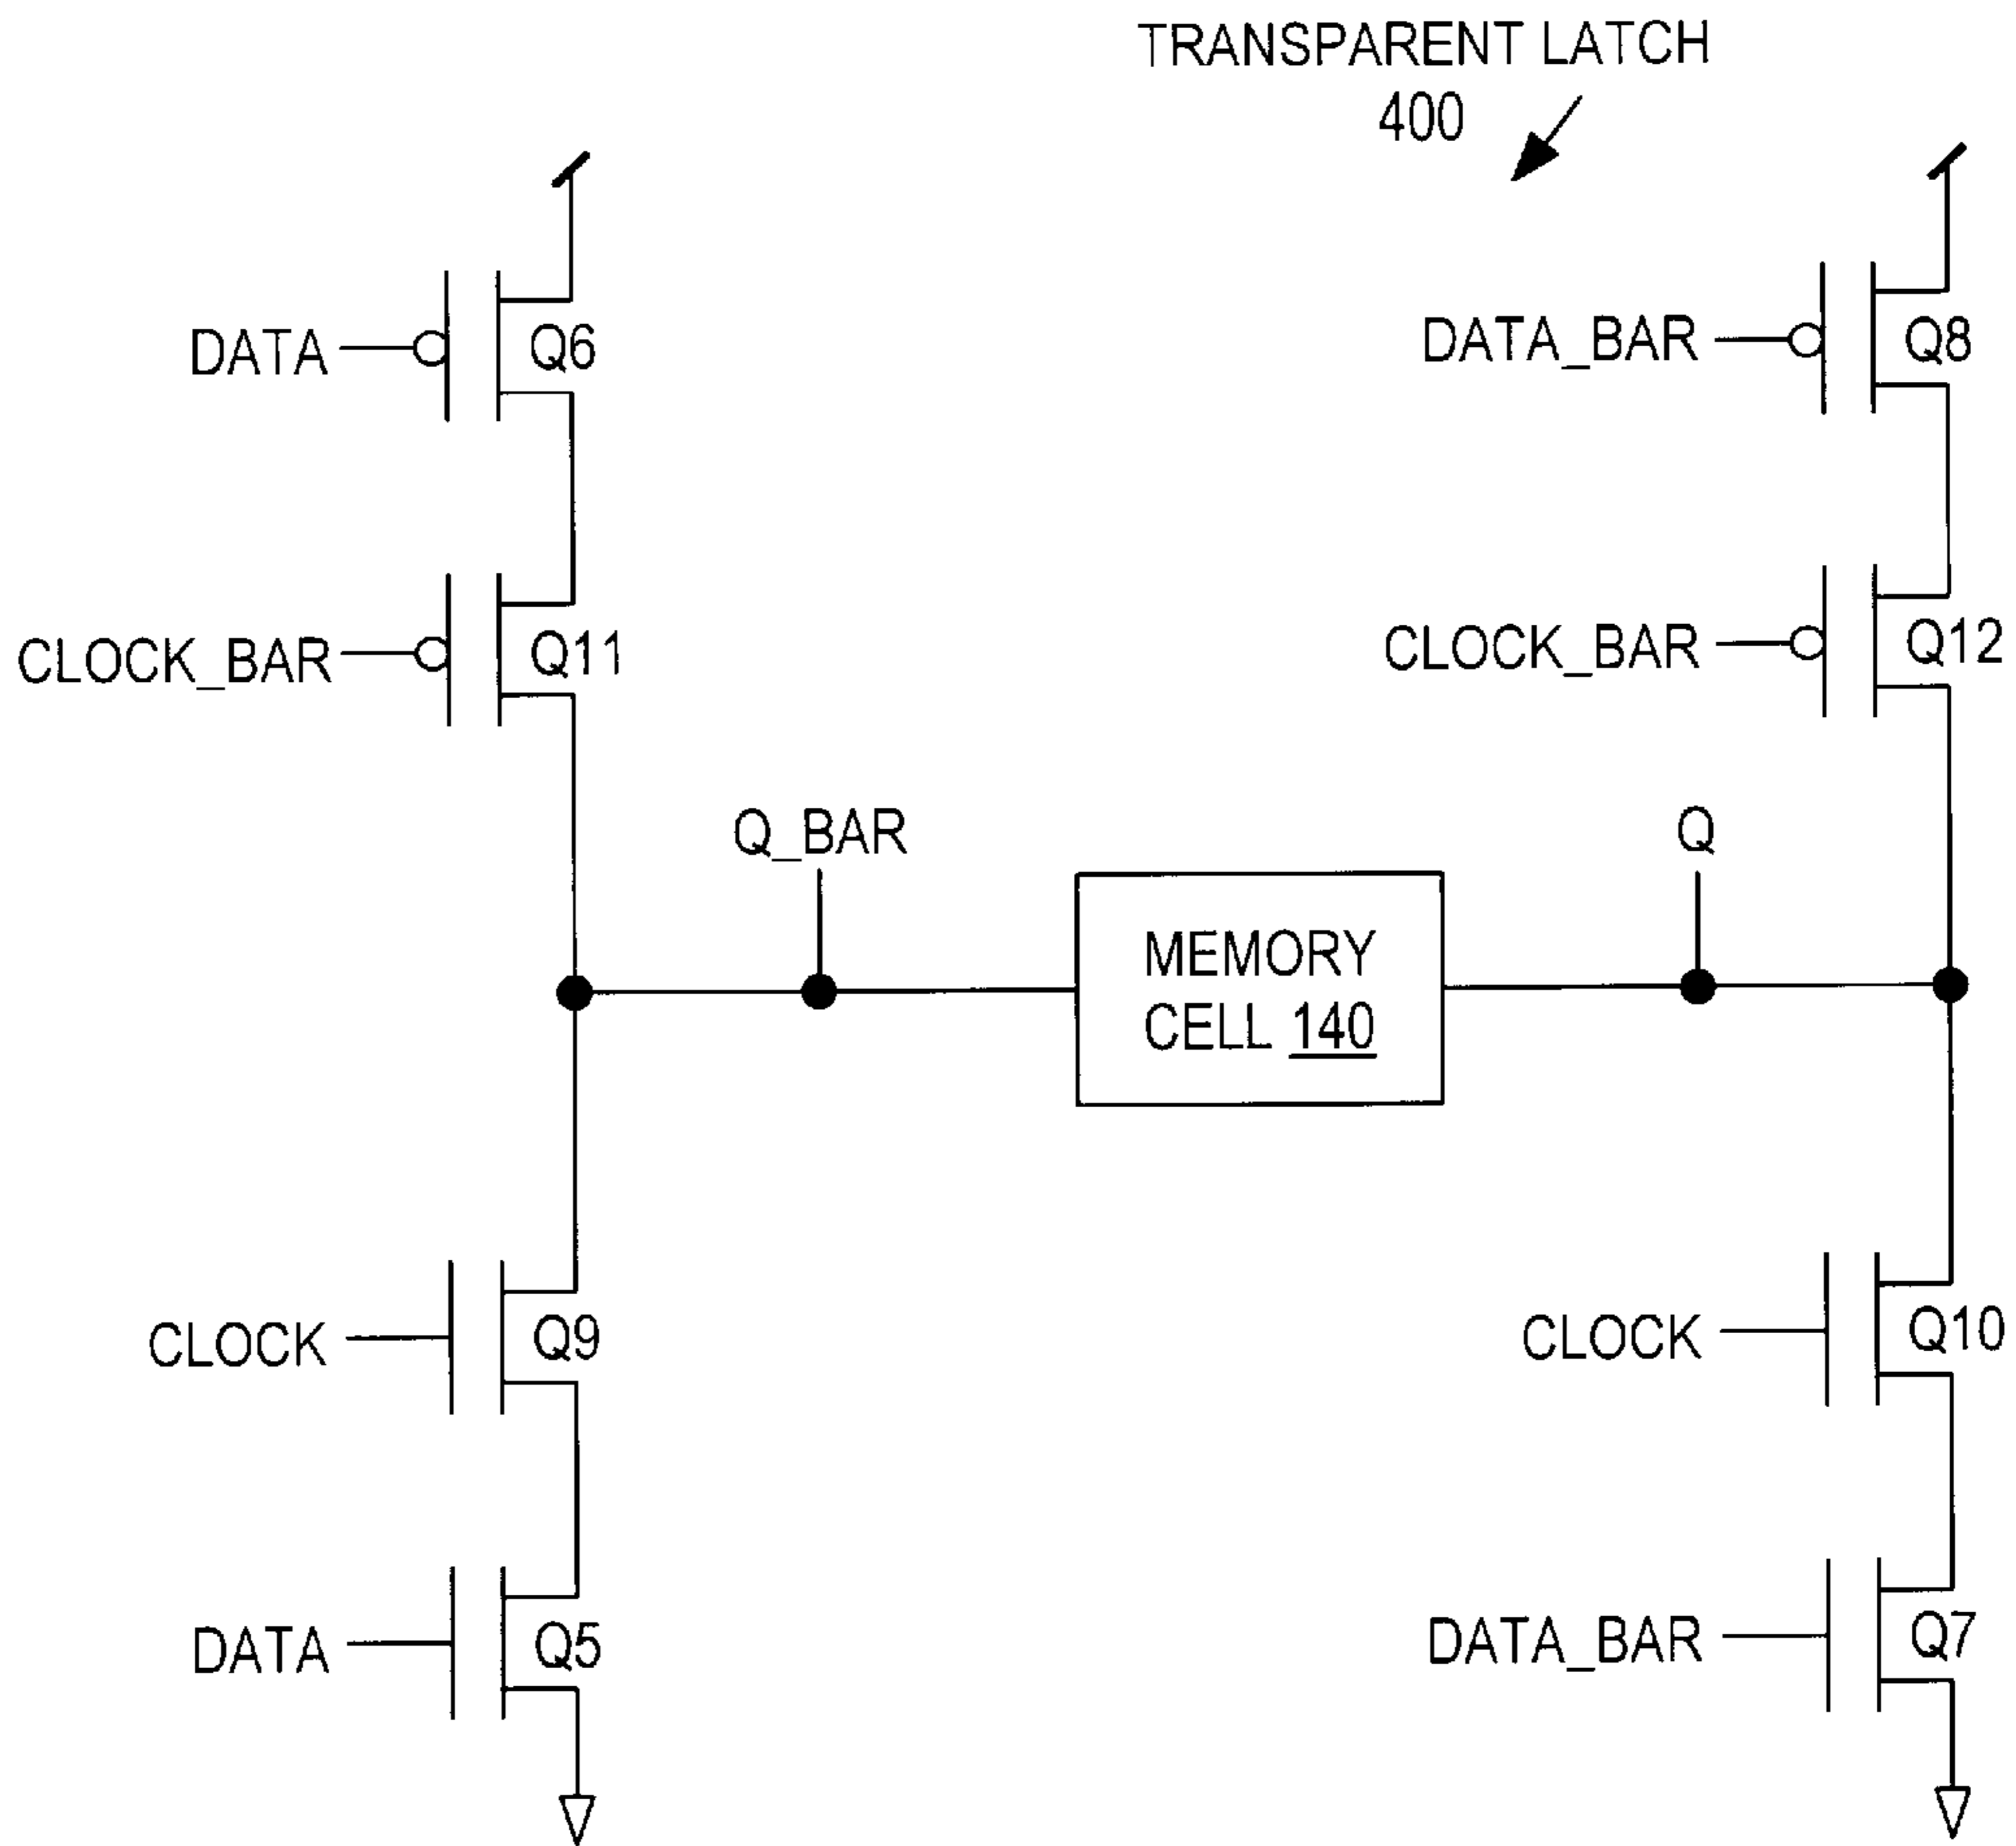 TRANSPARENT LATCH
400
DATA
Q6
DATA_BAR
Q8
CLOCK_BAR
Q11
CLOCK_BAR
Q12
Q_BAR
Q
MEMORY
CELL 140
CLOCK
Q9
CLOCK
Q10
DATA
Q5
DATA_BAR
Q7